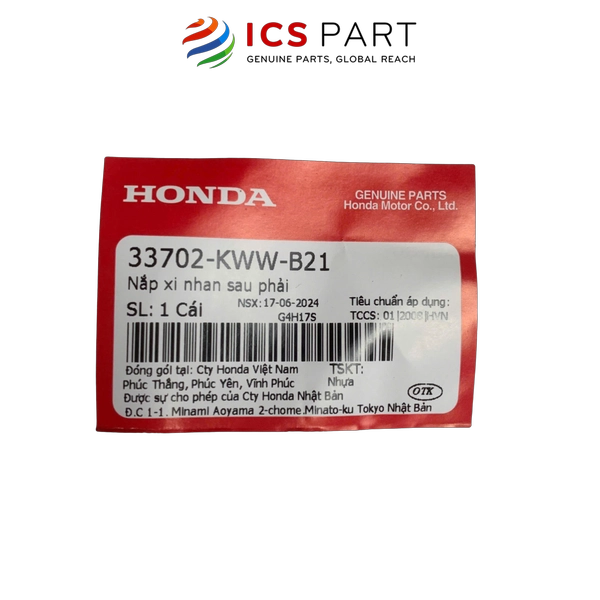 ICS PART
GENUINE PARTS, GLOBAL REACH
HONDA
GENUINE PARTS
Honda Motor Co., Ltd.
33702-KWW-B21
Nắp xi nhan sau phải
SL: 1 Cái
NSX: 17-06-2024
G4H17S
Tiêu chuẩn áp dụng:
TCCS: 01|2008|HVN
Đóng gói tại: Cty Honda Việt Nam
Phúc Thắng, Phúc Yên, Vĩnh Phúc
TSKT:
Nhựa
Được sự cho phép của Cty Honda Nhật Bản
Đ.C 1-1. Minami Aoyama 2-chome.Minato-ku Tokyo Nhật Bản
OTK